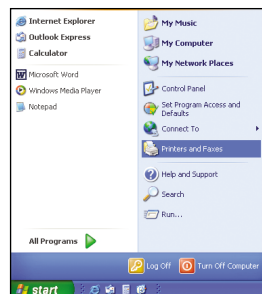 Internet Explorer
Outlook Express
Calculator
Microsoft Word
Windows Media Player
Notepad
All Programs
My Music
My Computer
My Network Places
Control Panel
Set Program Access and
Defaults
Connect To
Printers and Faxes
Help and Support
Search
Run...
Log Off
Turn Off Computer
start